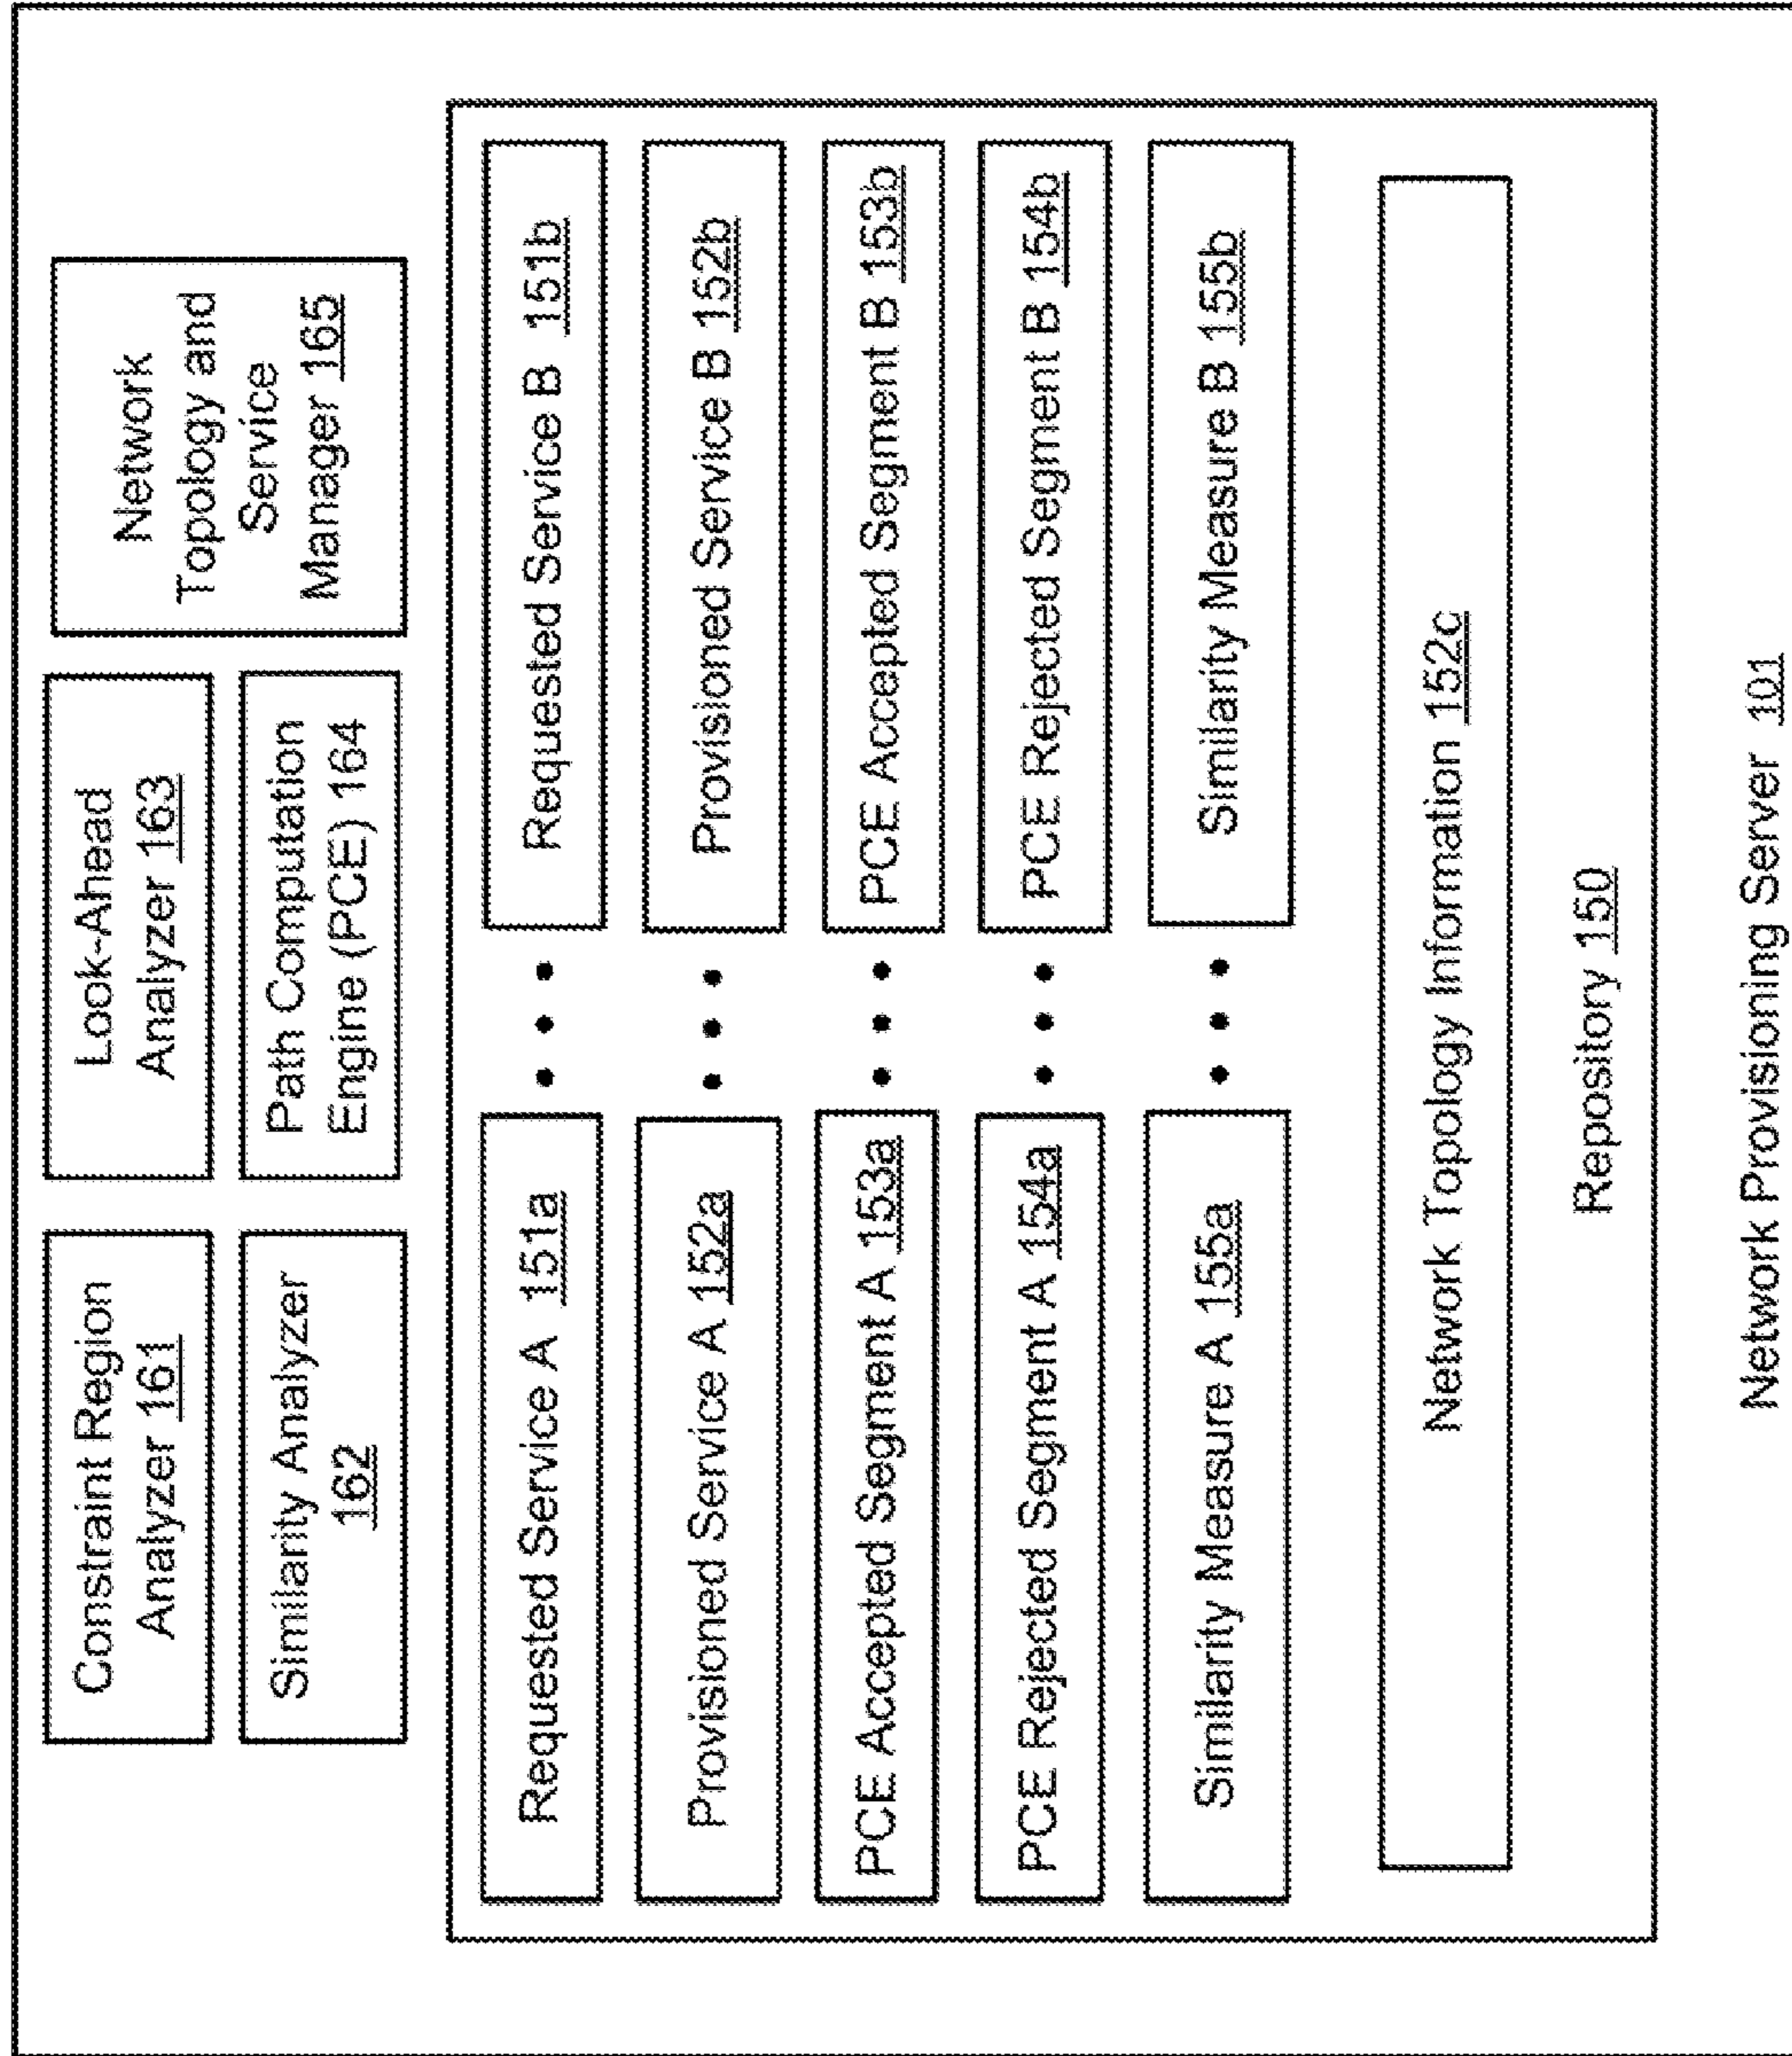 Constraint Region
Analyzer 161
Look-Ahead
Analyzer 163
Network
Topology and
Service
Manager 165
Similarity Analyzer
162
Path Computation
Engine (PCE) 164
Requested Service A 151a
Requested Service B 151b
Provisioned Service A 152a
Provisioned Service B 152b
PCE Accepted Segment A 153a
PCE Accepted Segment B 153b
PCE Rejected Segment A 154a
PCE Rejected Segment B 154b
Similarity Measure A 155a
Similarity Measure B 155b
Network Topology Information 152c
Repository 150
Network Provisioning Server 101